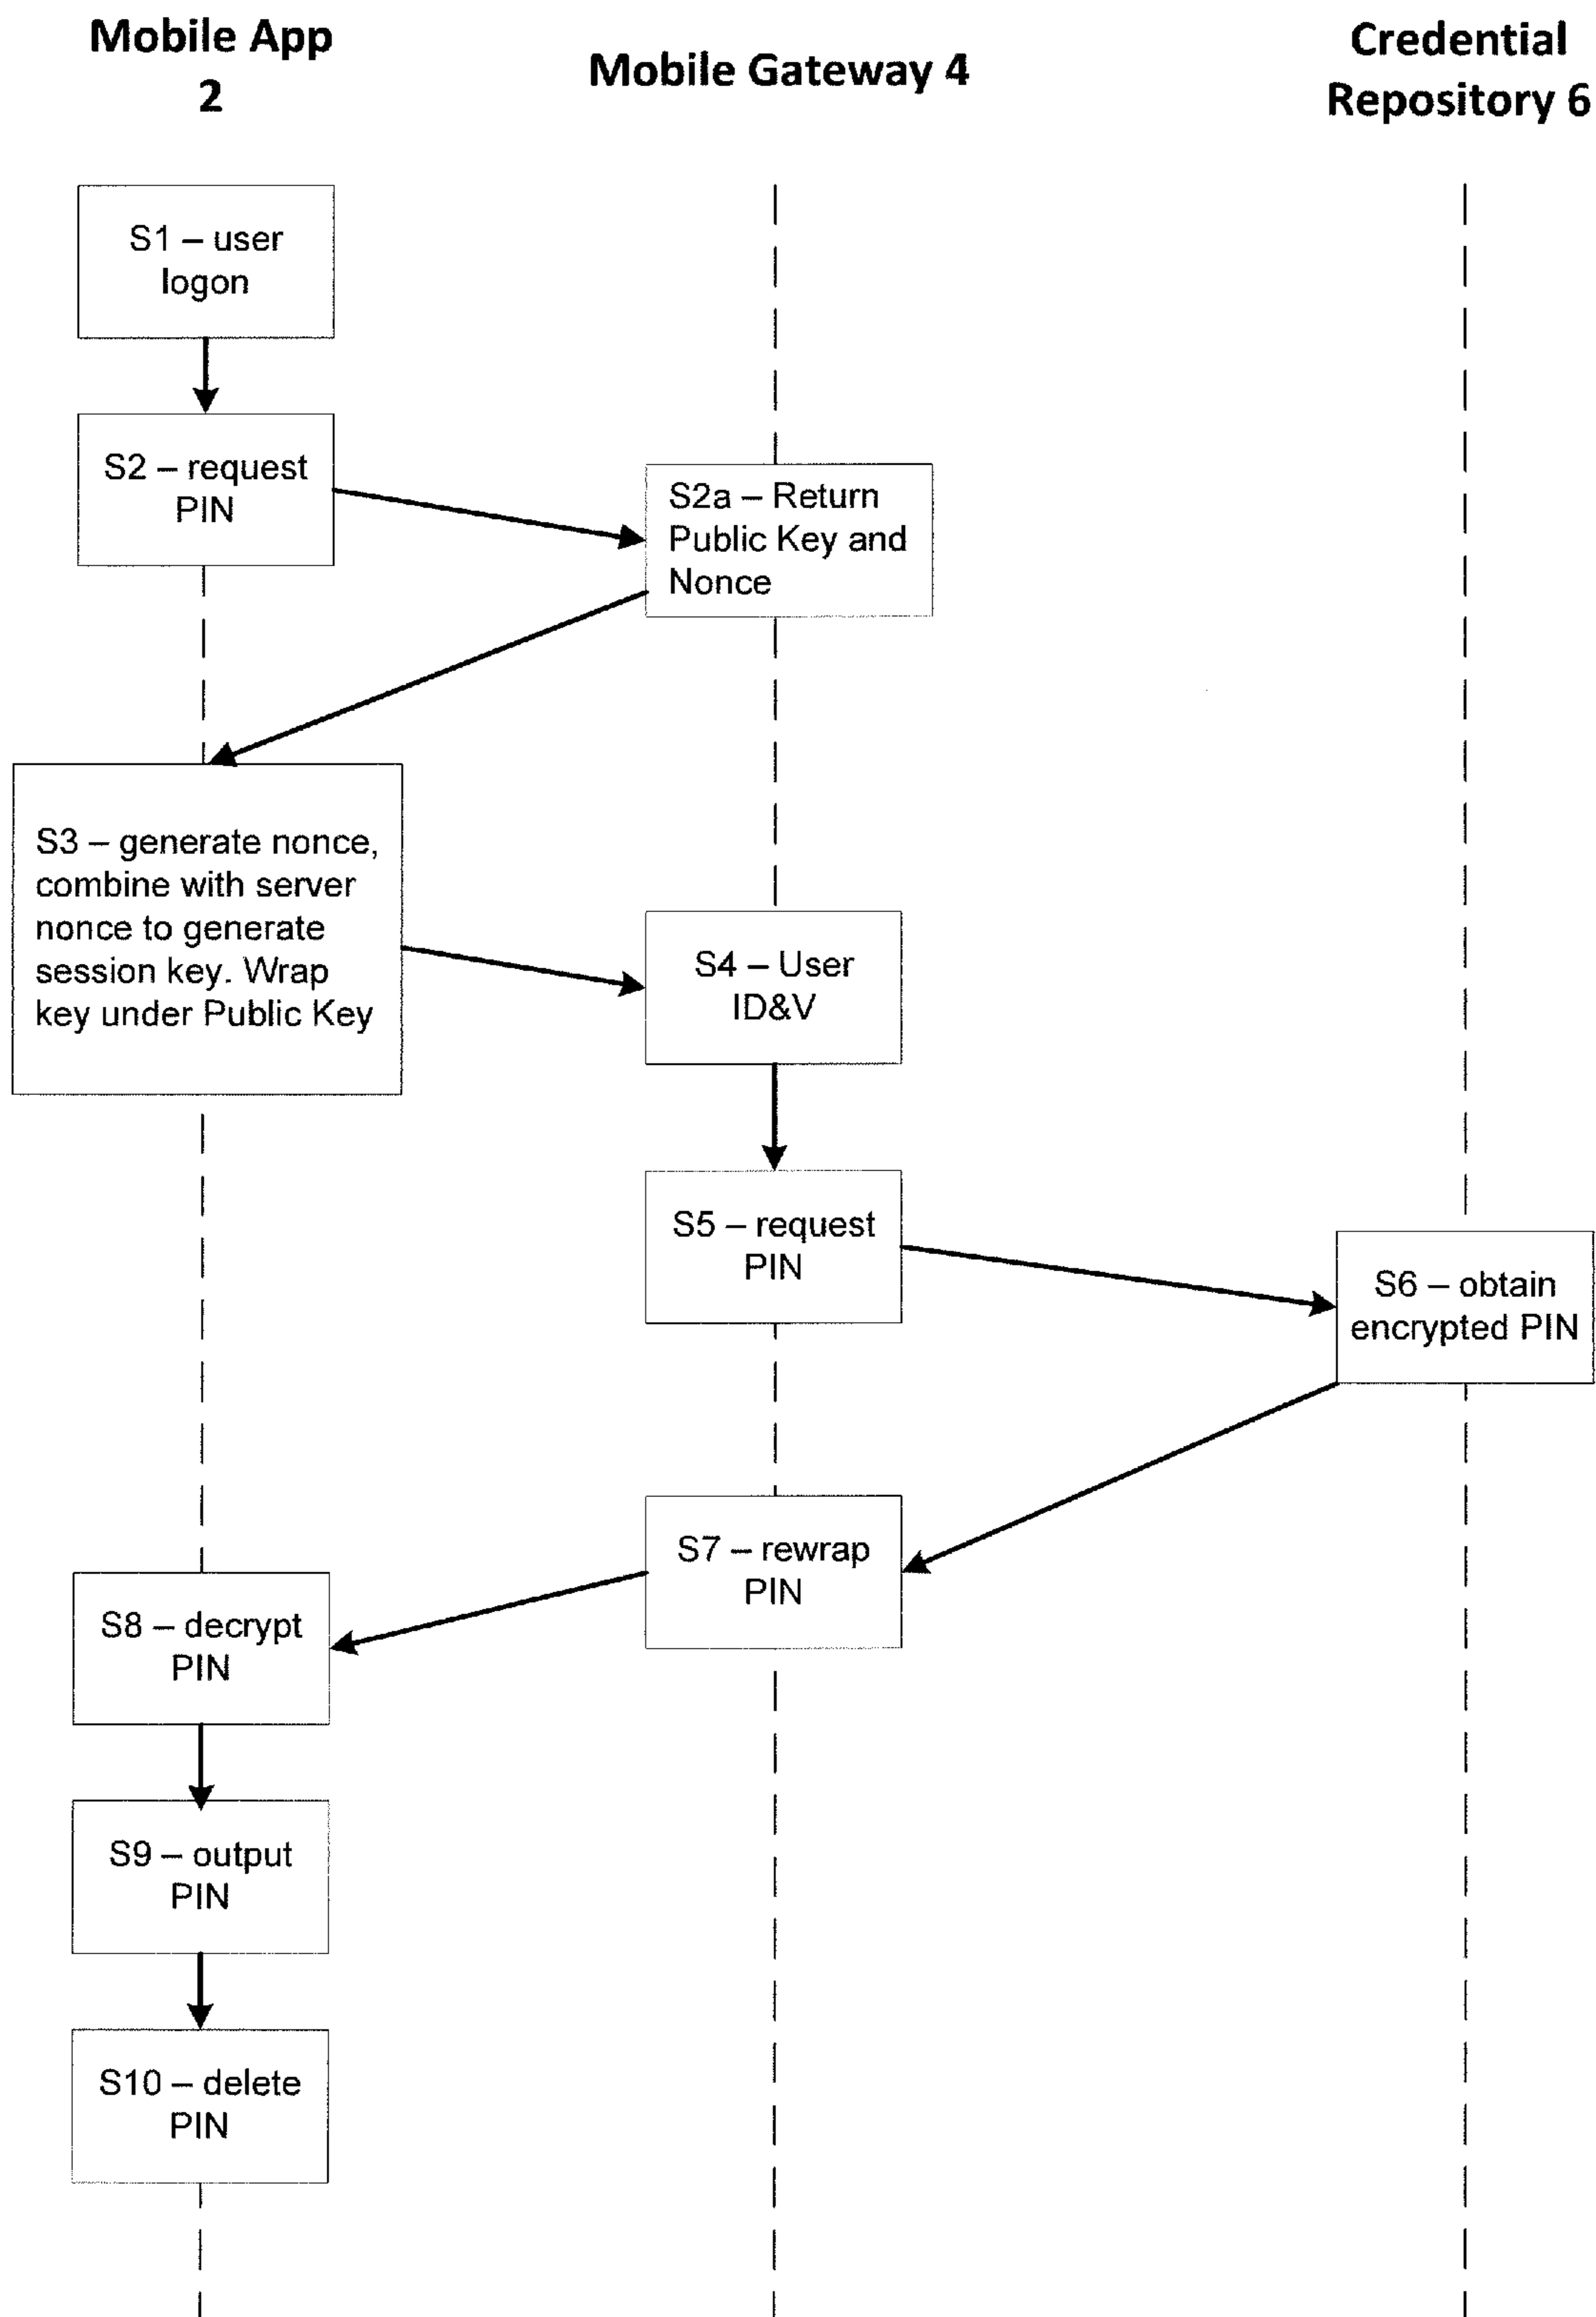 Mobile App
2
Mobile Gateway 4
Credential
Repository 6
S1 – user
logon
S2 – request
PIN
S2a – Return
Public Key and
Nonce
S3 – generate nonce,
combine with server
nonce to generate
session key. Wrap
key under Public Key
S4 – User
ID&V
S5 – request
PIN
S6 – obtain
encrypted PIN
S7 – rewrap
PIN
S8 – decrypt
PIN
S9 – output
PIN
S10 – delete
PIN